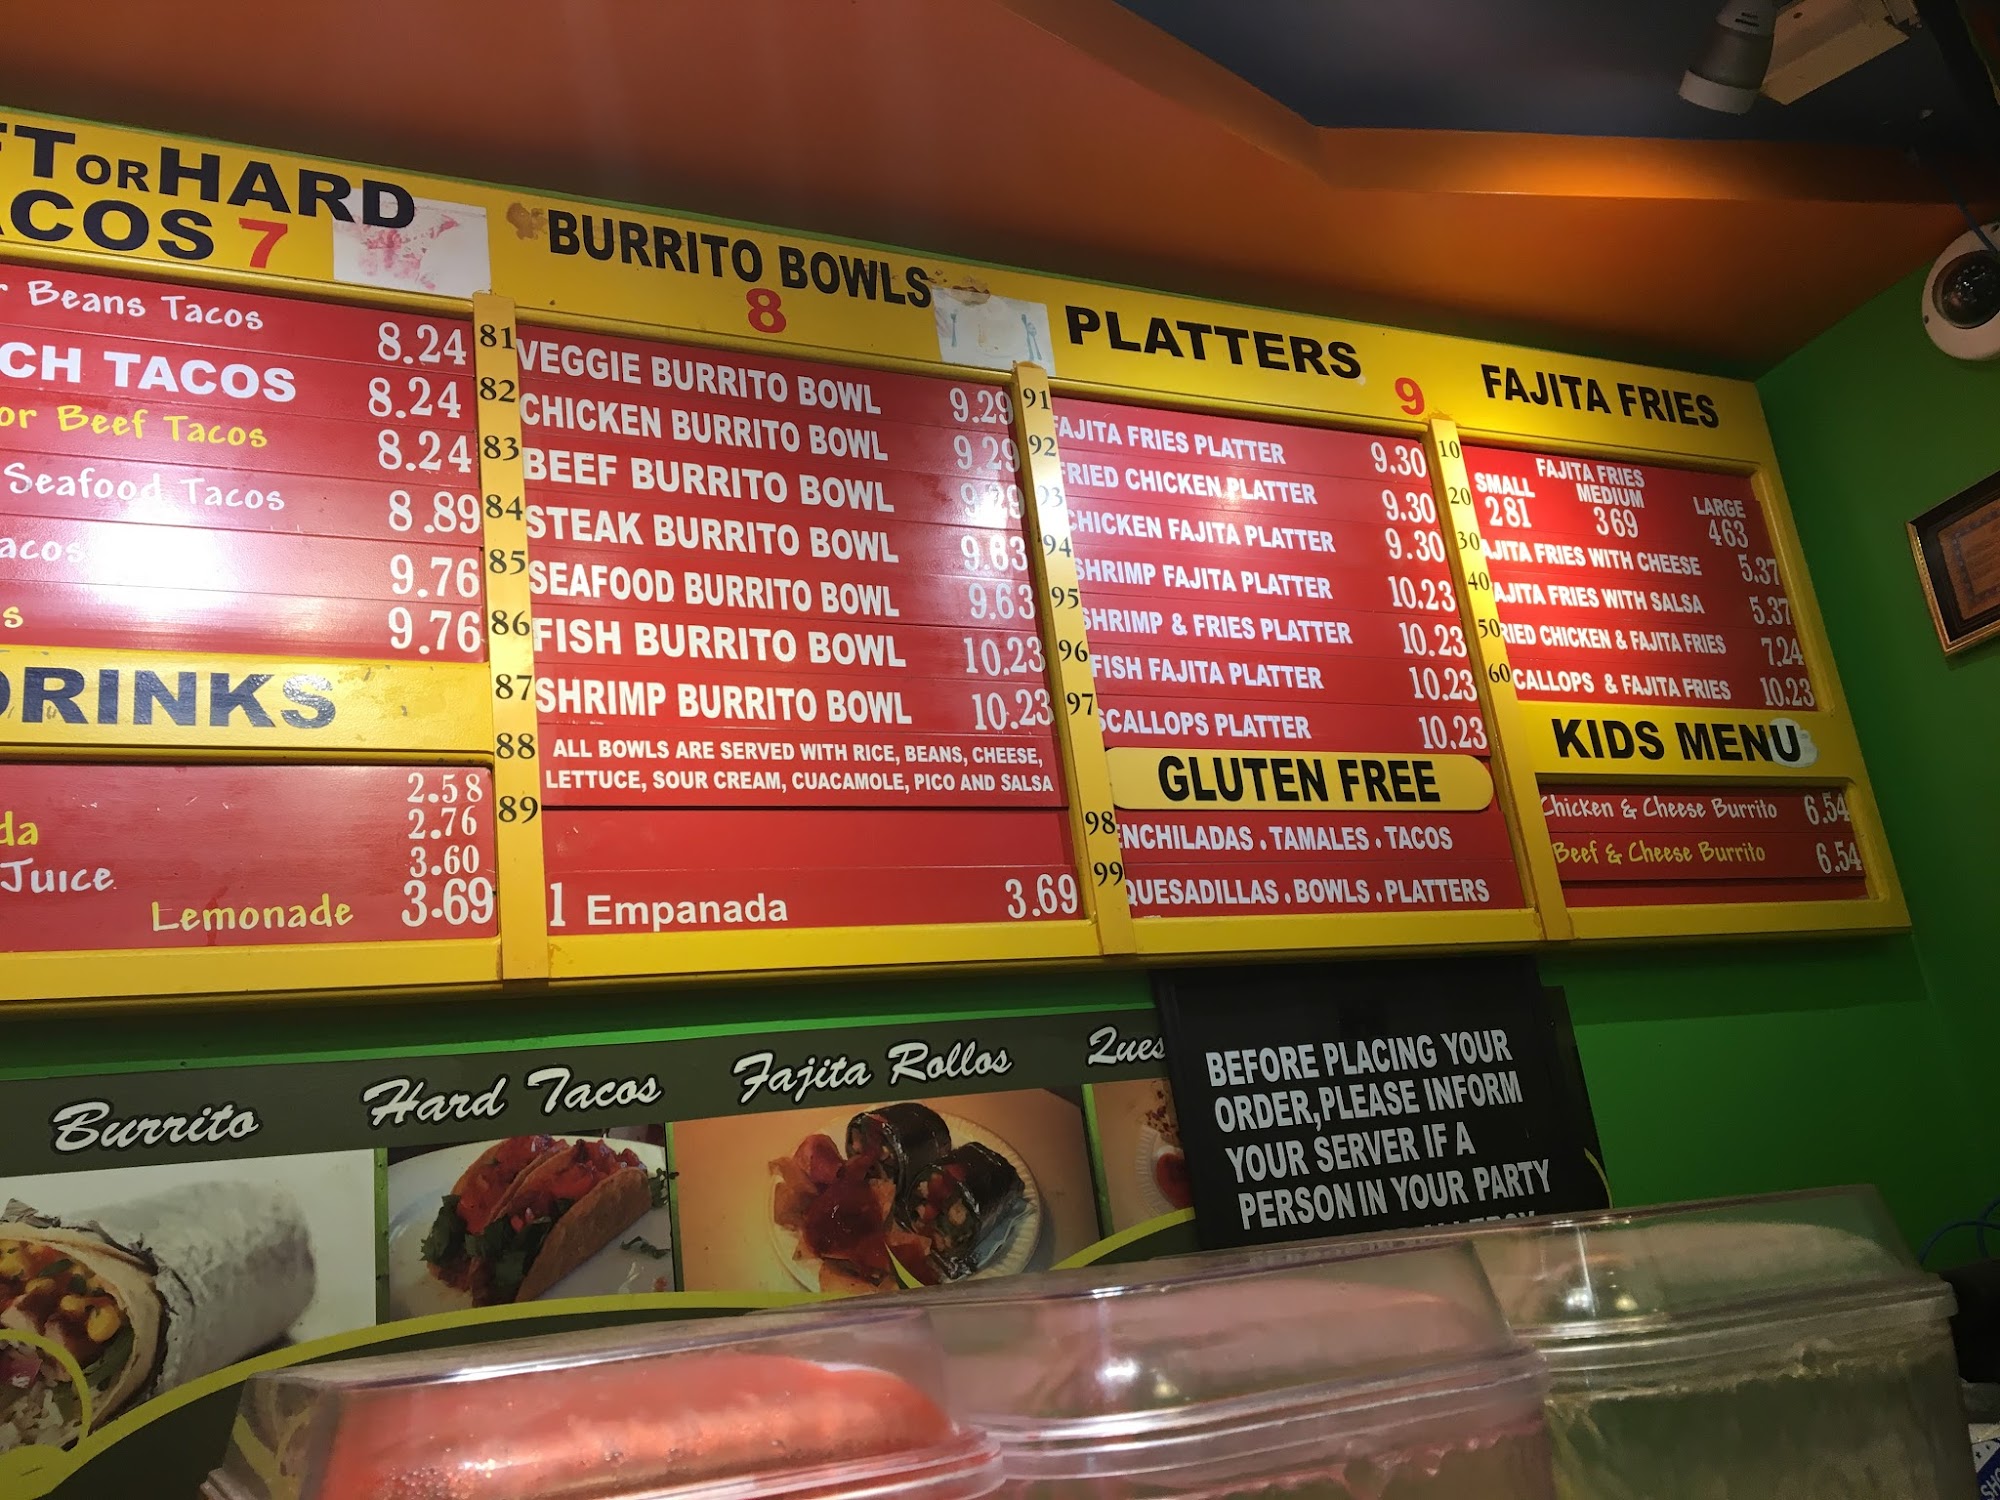 OR HARD
7
Beans Tacos 8.24
TACOS 8.24
or Beef Tacos 8.24
Seafood Tacos 8.89
9.76
9.76
DRINKS
2.58
2.76
Juice 3.60
Lemonade 3.69
BURRITO BOWLS
8
81 VEGGIE BURRITO BOWL 9.29
82 CHICKEN BURRITO BOWL 9.29
83 BEEF BURRITO BOWL 9.29
84 STEAK BURRITO BOWL 9.63
85 SEAFOOD BURRITO BOWL 9.63
86 FISH BURRITO BOWL 10.23
87 SHRIMP BURRITO BOWL 10.23
88 ALL BOWLS ARE SERVED WITH RICE, BEANS, CHEESE,
LETTUCE, SOUR CREAM, CUACAMOLE, PICO AND SALSA
89
1 Empanada 3.69
PLATTERS
9
91 FAJITA FRIES PLATTER 9.30
92 FRIED CHICKEN PLATTER 9.30
93 CHICKEN FAJITA PLATTER 9.30
94 SHRIMP FAJITA PLATTER 10.23
95 SHRIMP & FRIES PLATTER 10.23
96 FISH FAJITA PLATTER 10.23
97 SCALLOPS PLATTER 10.23
GLUTEN FREE
98 ENCHILADAS . TAMALES . TACOS
99 QUESADILLAS . BOWLS . PLATTERS
FAJITA FRIES
10 FAJITA FRIES
SMALL MEDIUM LARGE
20 281 369 463
30 FAJITA FRIES WITH CHEESE 5.37
40 FAJITA FRIES WITH SALSA 5.37
50 FRIED CHICKEN & FAJITA FRIES 7.24
60 SCALLOPS & FAJITA FRIES 10.23
KIDS MENU
Chicken & Cheese Burrito 6.54
Beef & Cheese Burrito 6.54
Burrito
Hard Tacos
Fajita Rollos
Ques
BEFORE PLACING YOUR
ORDER, PLEASE INFORM
YOUR SERVER IF A
PERSON IN YOUR PARTY